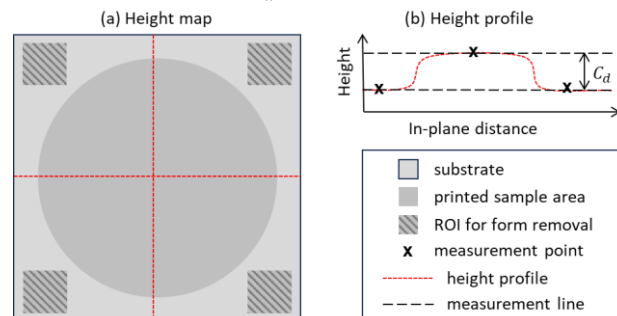 (a) Height map
(b) Height profile
Height
C_d
x
x
x
In-plane distance
substrate
printed sample area
ROI for form removal
x measurement point
height profile
measurement line